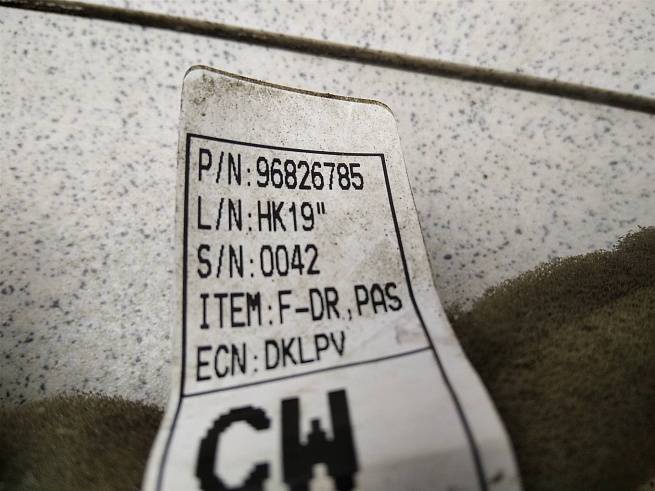 P/N:96826785
L/N:HK19"
S/N:0042
ITEM:F-DR.,PAS
ECN:DKLPV
CW